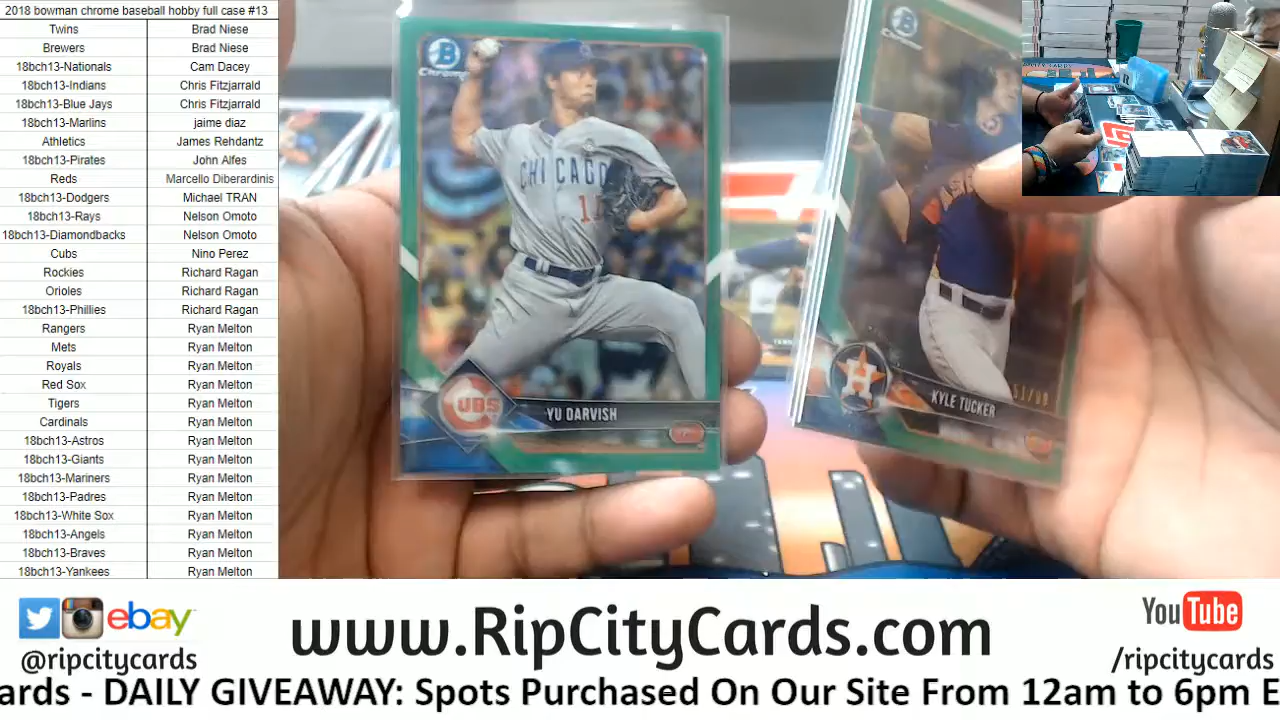 2018 bowman chrome baseball hobby full case #13
Twins Brad Niese
Brewers Brad Niese
18bch13-Nationals Cam Dacey
18bch13-Indians Chris Fitzjarrald
18bch13-Blue Jays Chris Fitzjarrald
18bch13-Marlins jaime diaz
Athletics James Rehdantz
18bch13-Pirates John Alfes
Reds Marcello Diberardinis
18bch13-Dodgers Michael TRAN
18bch13-Rays Nelson Omoto
18bch13-Diamondbacks Nelson Omoto
Cubs Nino Perez
Rockies Richard Ragan
Orioles Richard Ragan
18bch13-Phillies Richard Ragan
Rangers Ryan Melton
Mets Ryan Melton
Royals Ryan Melton
Red Sox Ryan Melton
Tigers Ryan Melton
Cardinals Ryan Melton
18bch13-Astros Ryan Melton
18bch13-Giants Ryan Melton
18bch13-Mariners Ryan Melton
18bch13-Padres Ryan Melton
18bch13-White Sox Ryan Melton
18bch13-Angels Ryan Melton
18bch13-Braves Ryan Melton
18bch13-Yankees Ryan Melton
B
Chrome
CHICAGO
11
CUBS
YU DARVISH
B
Chrome
H
KYLE TUCKER
ebay
@ripcitycards
www.RipCityCards.com
YouTube
/ripcitycards
ards - DAILY GIVEAWAY: Spots Purchased On Our Site From 12am to 6pm E